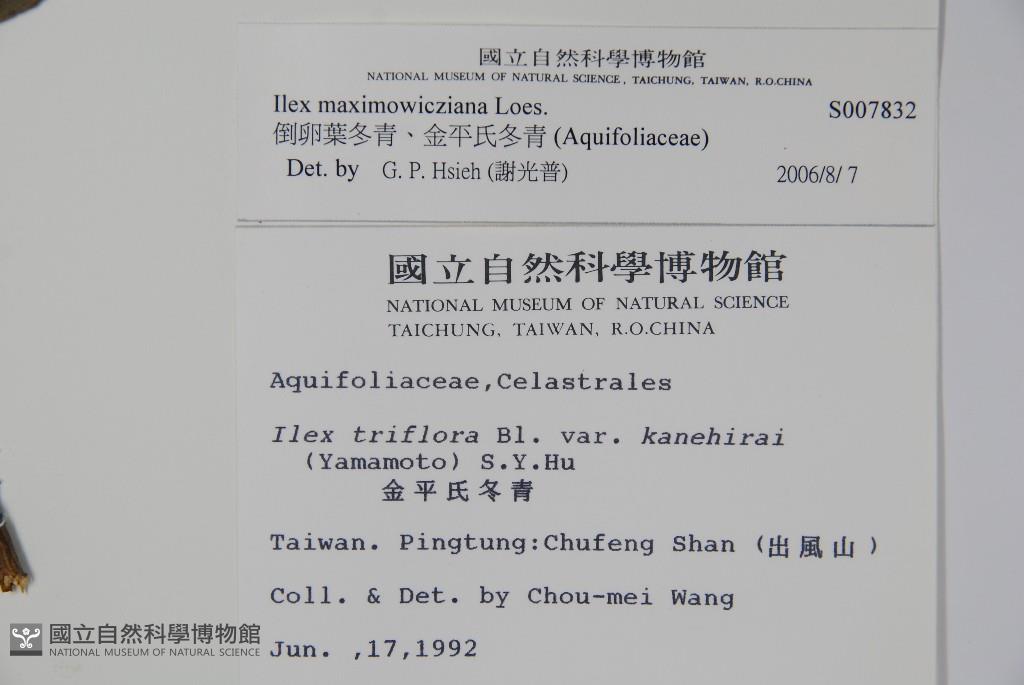 國立自然科學博物館
NATIONAL MUSEUM OF NATURAL SCIENCE, TAICHUNG, TAIWAN, R.O.CHINA
Ilex maximowicziana Loes. S007832
倒卵葉冬青、金平氏冬青 (Aquifoliaceae)
Det. by G. P. Hsieh (謝光普) 2006/8/ 7
國立自然科學博物館
NATIONAL MUSEUM OF NATURAL SCIENCE
TAICHUNG, TAIWAN, R.O.CHINA
Aquifoliaceae,Celastrales
Ilex triflora Bl. var. kanehirai
(Yamamoto) S.Y.Hu
金平氏冬青
Taiwan. Pingtung:Chufeng Shan (出風山)
Coll. & Det. by Chou-mei Wang
Jun. ,17,1992
國立自然科學博物館
NATIONAL MUSEUM OF NATURAL SCIENCE